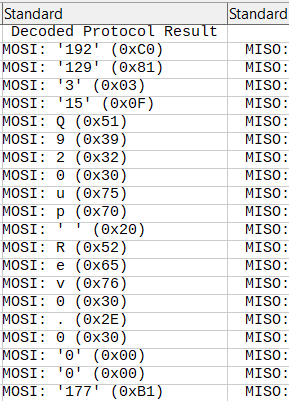 Standard Standard
Decoded Protocol Result
MOSI: '192' (0xC0) MISO:
MOSI: '129' (0x81) MISO:
MOSI: '3' (0x03) MISO:
MOSI: '15' (0x0F) MISO:
MOSI: Q (0x51) MISO:
MOSI: 9 (0x39) MISO:
MOSI: 2 (0x32) MISO:
MOSI: 0 (0x30) MISO:
MOSI: u (0x75) MISO:
MOSI: p (0x70) MISO:
MOSI: ' ' (0x20) MISO:
MOSI: R (0x52) MISO:
MOSI: e (0x65) MISO:
MOSI: v (0x76) MISO:
MOSI: 0 (0x30) MISO:
MOSI: . (0x2E) MISO:
MOSI: 0 (0x30) MISO:
MOSI: '0' (0x00) MISO:
MOSI: '0' (0x00) MISO:
MOSI: '177' (0xB1) MISO: